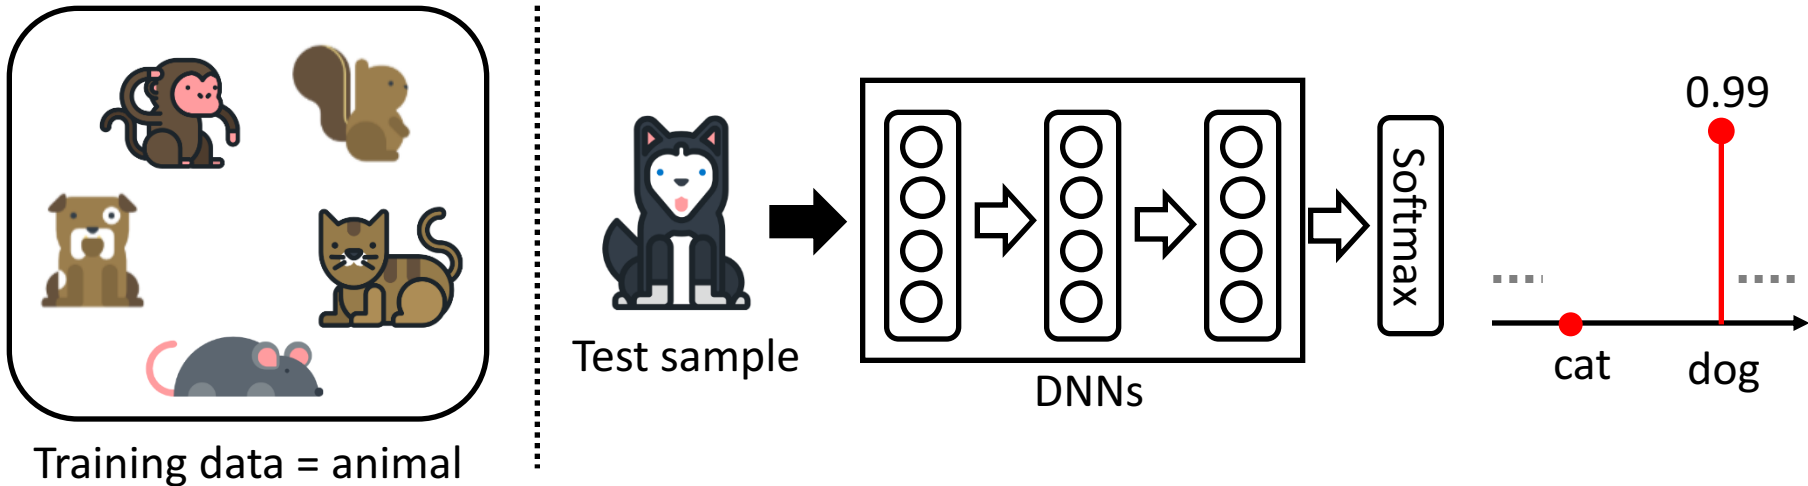 Training data = animal
Test sample
DNNs
Softmax
0.99
cat
dog